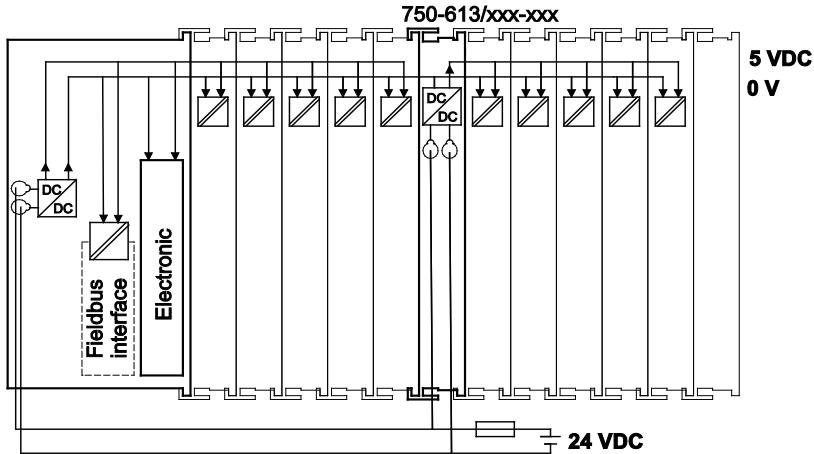 750-613/xxx-xxx
5 VDC
0 V
DC
DC
DC
DC
Fieldbus
interface
Electronic
24 VDC